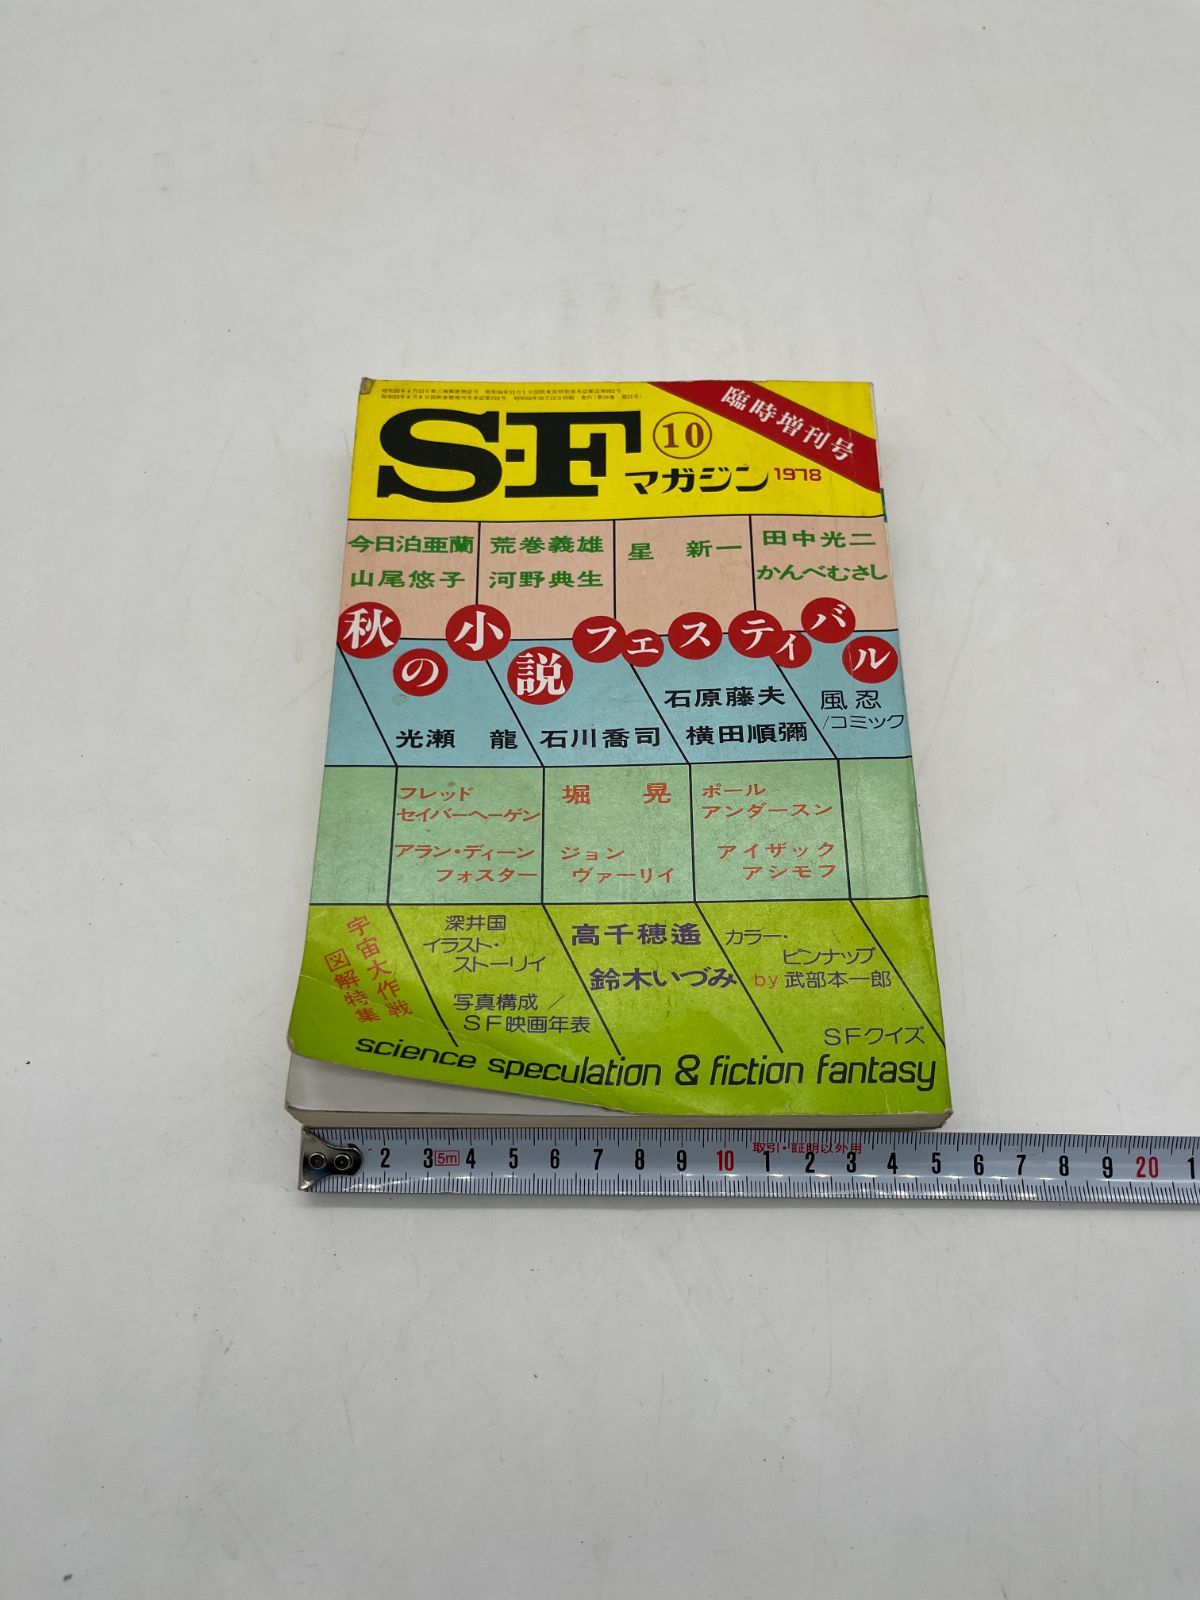 臨時増刊号
S-F
⑩
マガジン
1978
今日泊亜蘭
山尾悠子
荒巻義雄
河野典生
星 新一
田中光二
かんべむさし
秋の小説フェスティバル
光瀬 龍
石川喬司
石原藤夫
横田順彌
風忍
/コミック
フレッド
セイバーヘーゲン
アラン・ディーン
フォスター
堀 晃
ジョン
ヴァーリイ
ポール
アンダースン
アイザック
アシモフ
宇宙大作戦
図解特集
深井国
イラスト・
ストーリイ
写真構成/
SF映画年表
高千穂遙
鈴木いづみ
カラー・
ピンナップ
by 武部本一郎
SFクイズ
science speculation & fiction fantasy
取引・証明以外用
2 3 5m 4 5 6 7 8 9 10 1 2 3 4 5 6 7 8 9 20 1